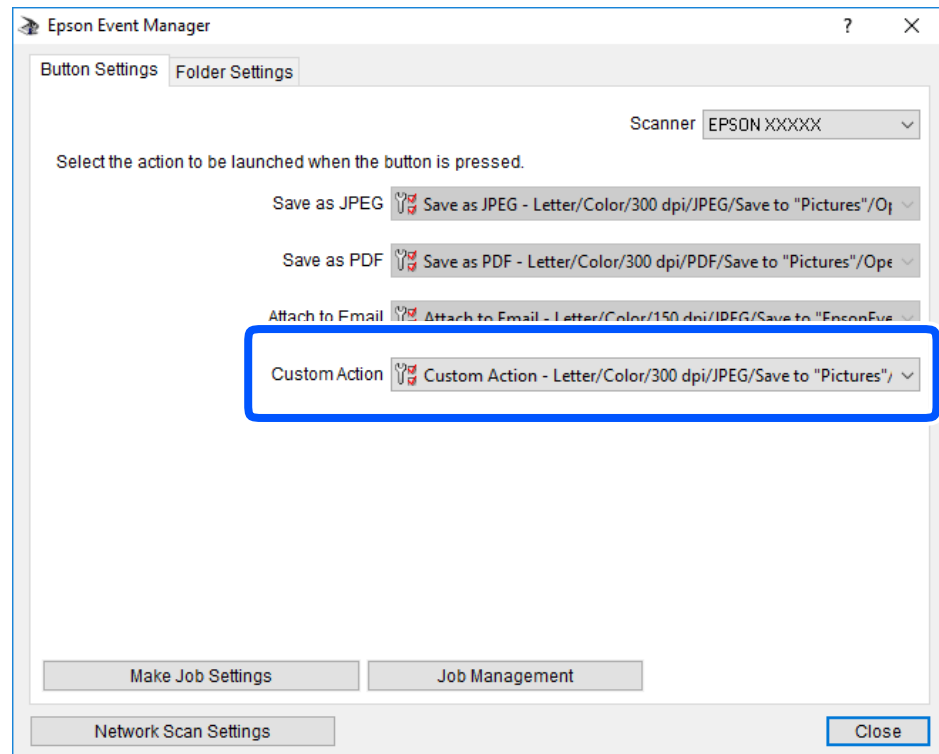 Epson Event Manager
Button Settings Folder Settings
Scanner EPSON XXXXX
Select the action to be launched when the button is pressed.
Save as JPEG Save as JPEG - Letter/Color/300 dpi/JPEG/Save to "Pictures"/Op
Save as PDF Save as PDF - Letter/Color/300 dpi/PDF/Save to "Pictures"/Ope
Attach to Email Attach to Email - Letter/Color/150 dpi/JPEG/Save to "EpsonEve
Custom Action Custom Action - Letter/Color/300 dpi/JPEG/Save to "Pictures"/
Make Job Settings Job Management
Network Scan Settings Close